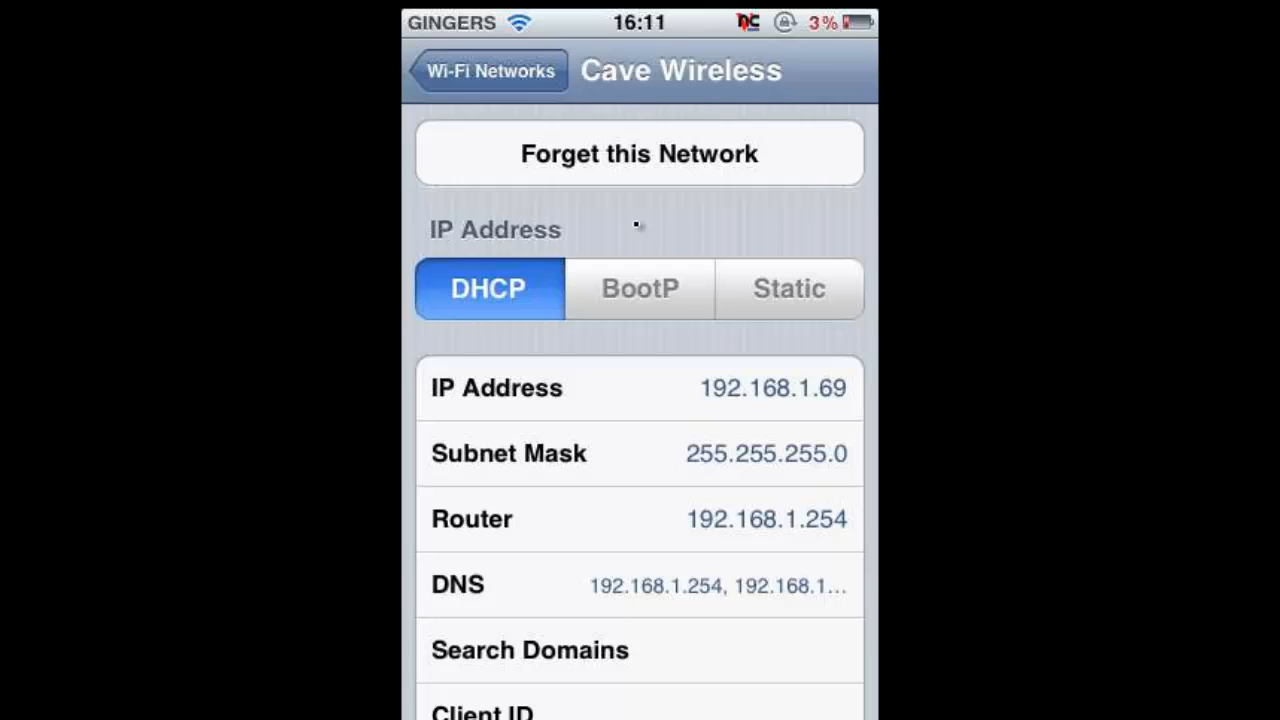 GINGERS 16:11 3%
Wi-Fi Networks Cave Wireless
Forget this Network
IP Address
DHCP BootP Static
IP Address 192.168.1.69
Subnet Mask 255.255.255.0
Router 192.168.1.254
DNS 192.168.1.254, 192.168.1...
Search Domains
Client ID